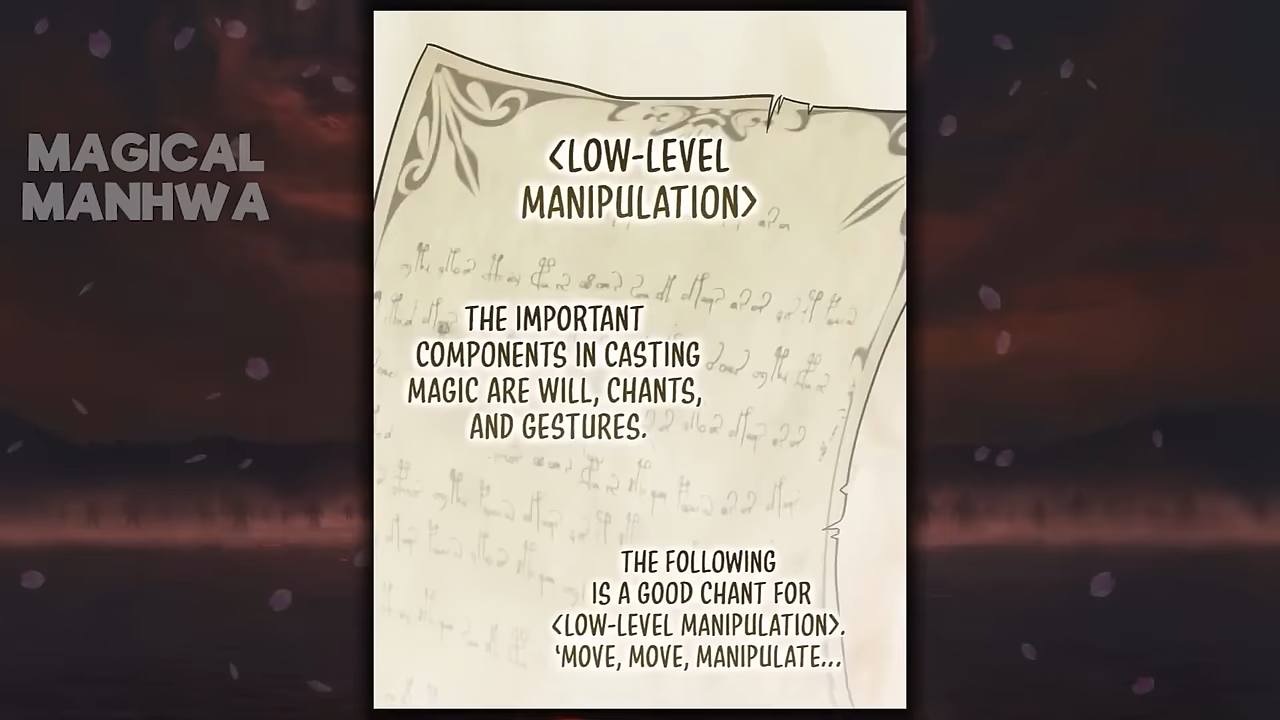 MAGICAL
MANHWA
<LOW-LEVEL
MANIPULATION>
THE IMPORTANT
COMPONENTS IN CASTING
MAGIC ARE WILL, CHANTS,
AND GESTURES.
THE FOLLOWING
IS A GOOD CHANT FOR
<LOW-LEVEL MANIPULATION>.
'MOVE, MOVE, MANIPULATE...